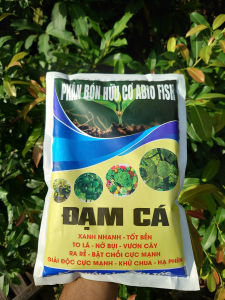 PHÂN BÓN HỮU CƠ ABIO FISH
ĐẠM CÁ
XANH NHANH - TỐT BỀN
TO LÁ - NỞ BỤI - VƯƠN CÂY
RA RỄ - BẬT CHỒI CỰC MẠNH
GIẢI ĐỘC CỰC MẠNH - KHỬ CHUA - HẠ PHÈN